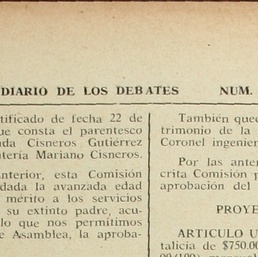 DIARIO DE LOS DEBATES NUM.
tificado de fecha 22 de
ue consta el parentesco
da Cisneros Gutiérrez
tería Mariano Cisneros.
nterior, esta Comisión
dada la avanzada edad
mérito a los servicios
su extinto padre, acu-
lo que nos permitimos
e Asamblea, la aproba-
También qued
trimonio de la
Coronel ingenier
Por las anter
crita Comisión p
aprobación del
PROYE
ARTICULO U
talicia de $750.00